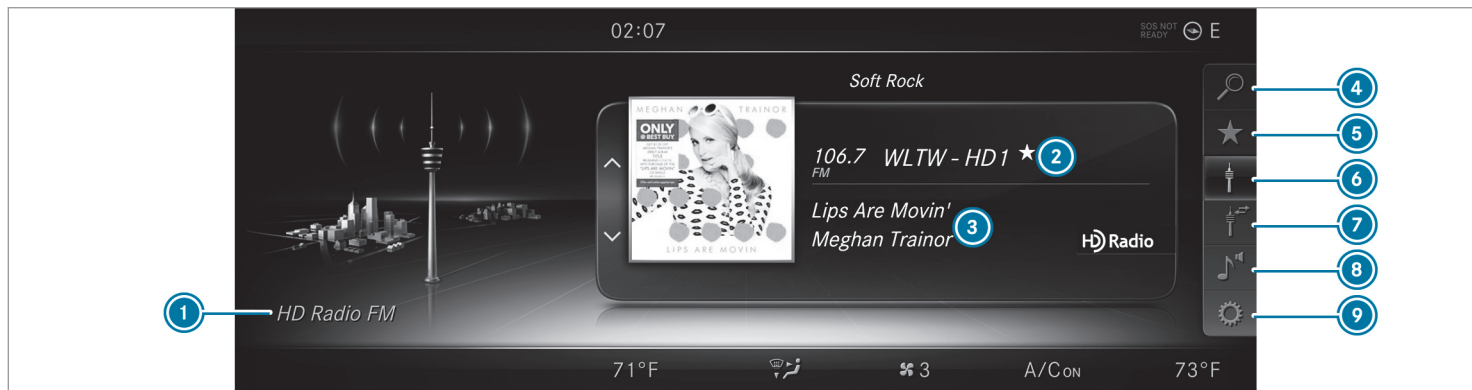 02:07
SOS NOT
READY
E
Soft Rock
4
MEGHAN TRAINOR
ONLY
@ BEST BUY
5
106.7 WLTW - HD1 2
FM
6
Lips Are Movin'
Meghan Trainor 3
HD Radio
7
LIPS ARE MOVIN
8
1 HD Radio FM
9
71°F 3 A/C ON 73°F